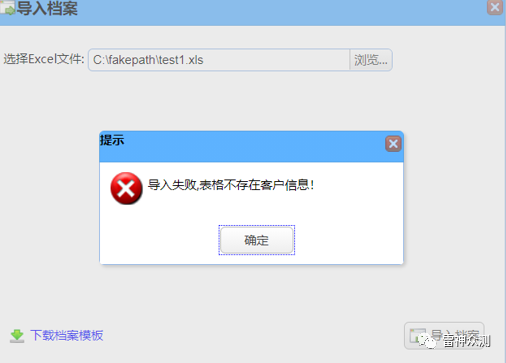 导入档案
选择Excel文件: C:\fakepath\test1.xls 浏览...
提示
导入失败,表格不存在客户信息!
确定
下载档案模板
导入档案
雷神众测